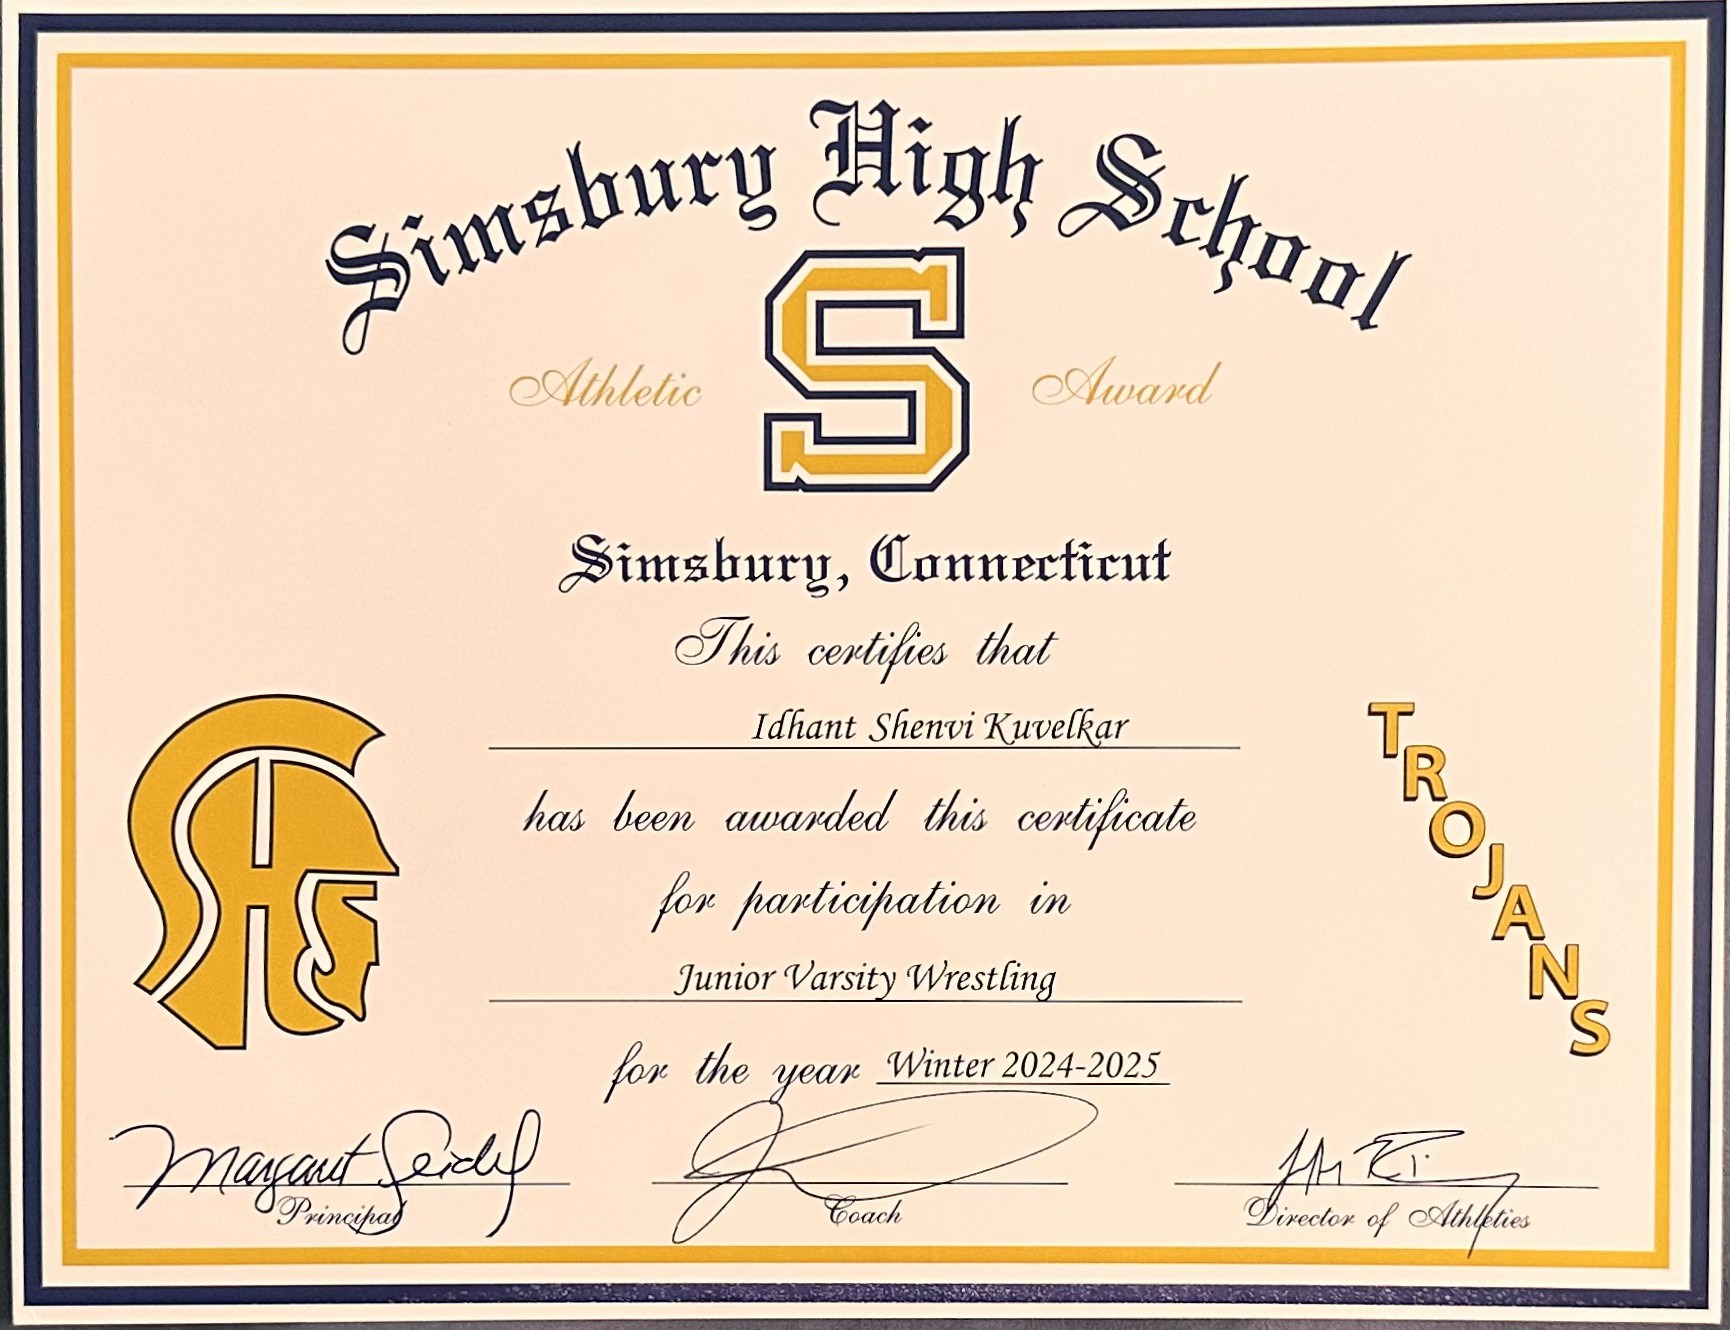 Simsbury High School
Athletic S Award
Simsbury, Connecticut
This certifies that
Idhant Shenvi Kuvelkar
has been awarded this certificate
for participation in
Junior Varsity Wrestling
for the year Winter 2024-2025
SHS
TROJANS
Margaret Seidel
Principal
Coach
Director of Athletics